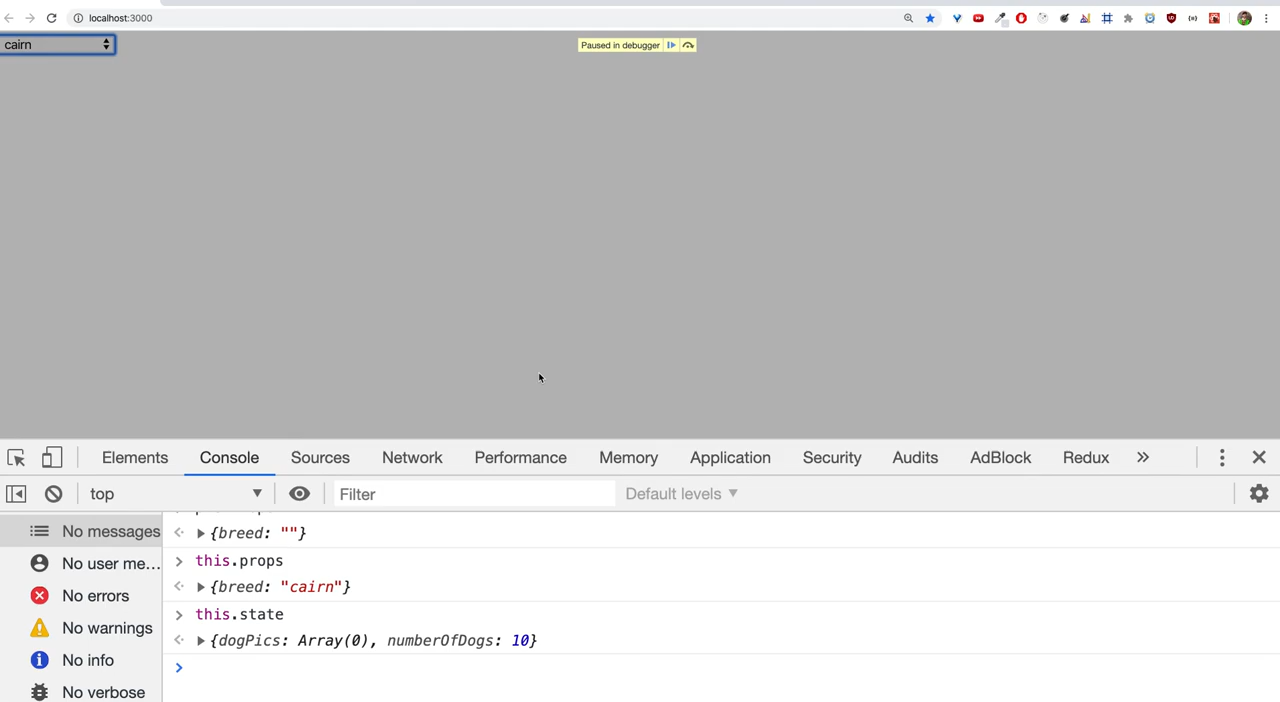 localhost:3000
cairn
Paused in debugger
Elements Console Sources Network Performance Memory Application Security Audits AdBlock Redux »
top Filter Default levels
No messages
No user me…
No errors
No warnings
No info
No verbose
{breed: ""}
> this.props
{breed: "cairn"}
> this.state
{dogPics: Array(0), numberOfDogs: 10}
>